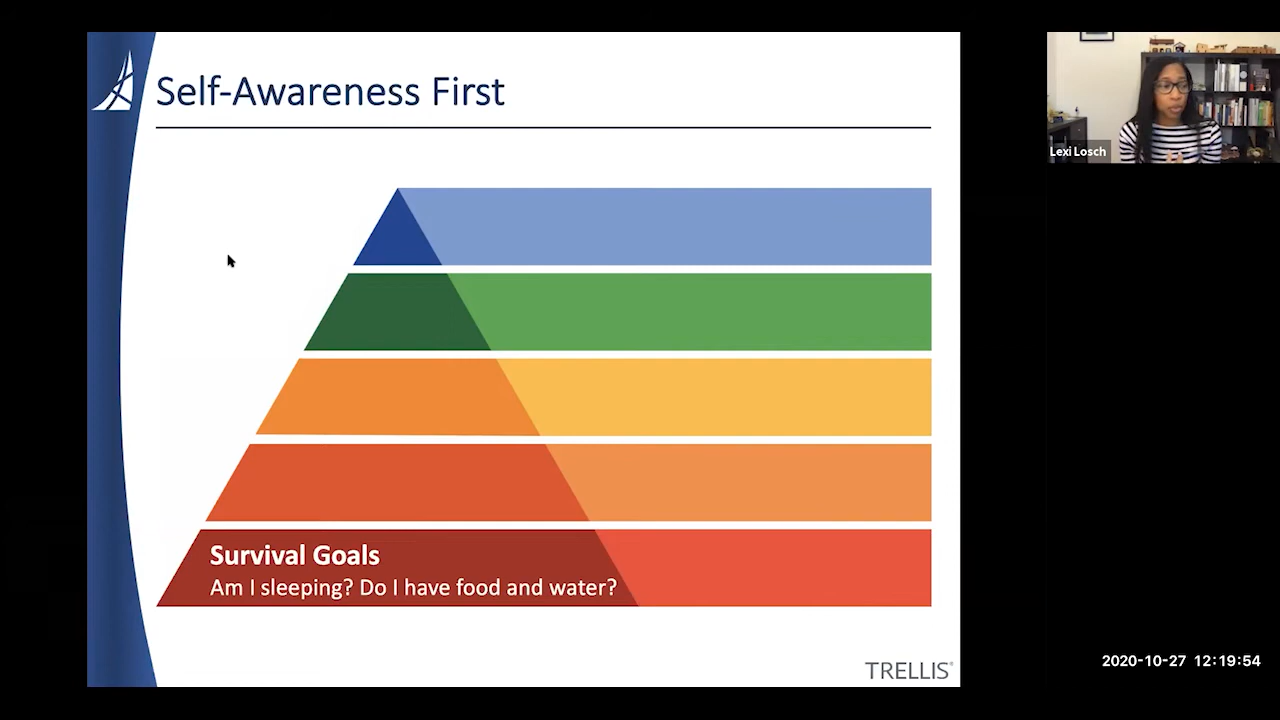 Self-Awareness First
Lexi Losch
Survival Goals
Am I sleeping? Do I have food and water?
2020-10-27 12:19:54
TRELLIS®